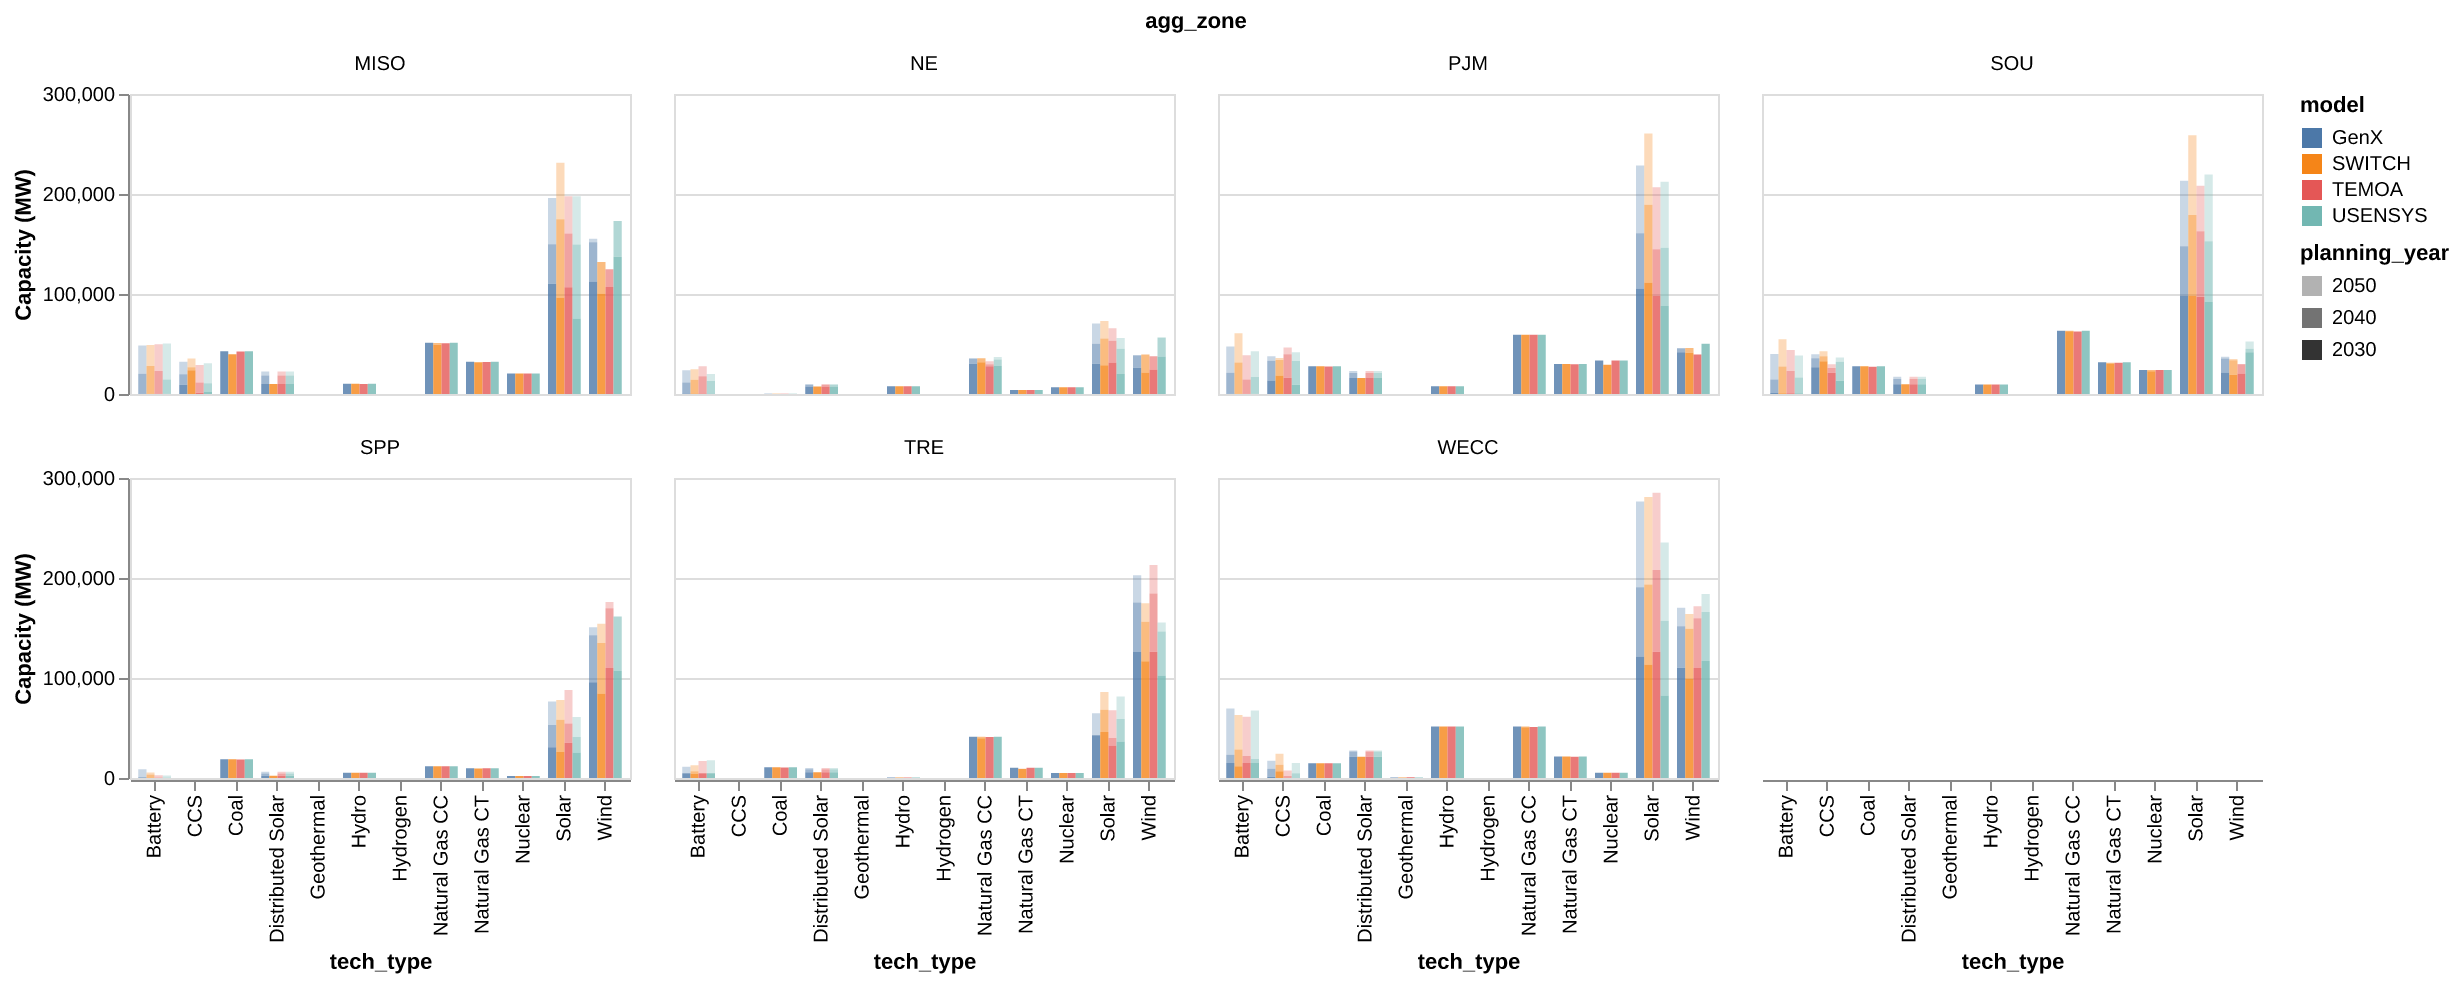 agg_zone
MISO
NE
PJM
SOU
300,000
200,000
100,000
0
Capacity (MW)
model
GenX
SWITCH
TEMOA
USENSYS
planning_year
2050
2040
2030
SPP
TRE
WECC
300,000
200,000
100,000
0
Capacity (MW)
Battery
CCS
Coal
Distributed Solar
Geothermal
Hydro
Hydrogen
Natural Gas CC
Natural Gas CT
Nuclear
Solar
Wind
Battery
CCS
Coal
Distributed Solar
Geothermal
Hydro
Hydrogen
Natural Gas CC
Natural Gas CT
Nuclear
Solar
Wind
Battery
CCS
Coal
Distributed Solar
Geothermal
Hydro
Hydrogen
Natural Gas CC
Natural Gas CT
Nuclear
Solar
Wind
Battery
CCS
Coal
Distributed Solar
Geothermal
Hydro
Hydrogen
Natural Gas CC
Natural Gas CT
Nuclear
Solar
Wind
tech_type
tech_type
tech_type
tech_type